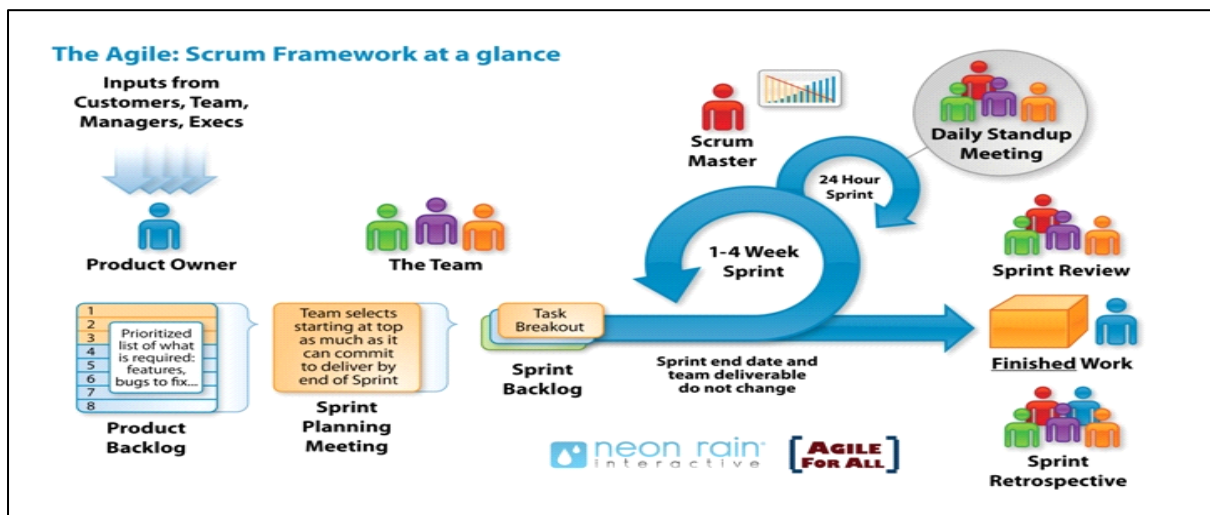 The Agile: Scrum Framework at a glance
Inputs from
Customers, Team,
Managers, Execs
Product Owner
The Team
Scrum
Master
Daily Standup
Meeting
24 Hour
Sprint
1-4 Week
Sprint
Sprint Review
1
2
3
4
5
6
7
8
Prioritized
list of what
is required:
features,
bugs to fix...
Product
Backlog
Team selects
starting at top
as much as it
can commit
to deliver by
end of Sprint
Sprint
Planning
Meeting
Task
Breakout
Sprint
Backlog
Sprint end date and
team deliverable
do not change
Finished Work
Sprint
Retrospective
neon rain
interactive
AGILE
FOR ALL